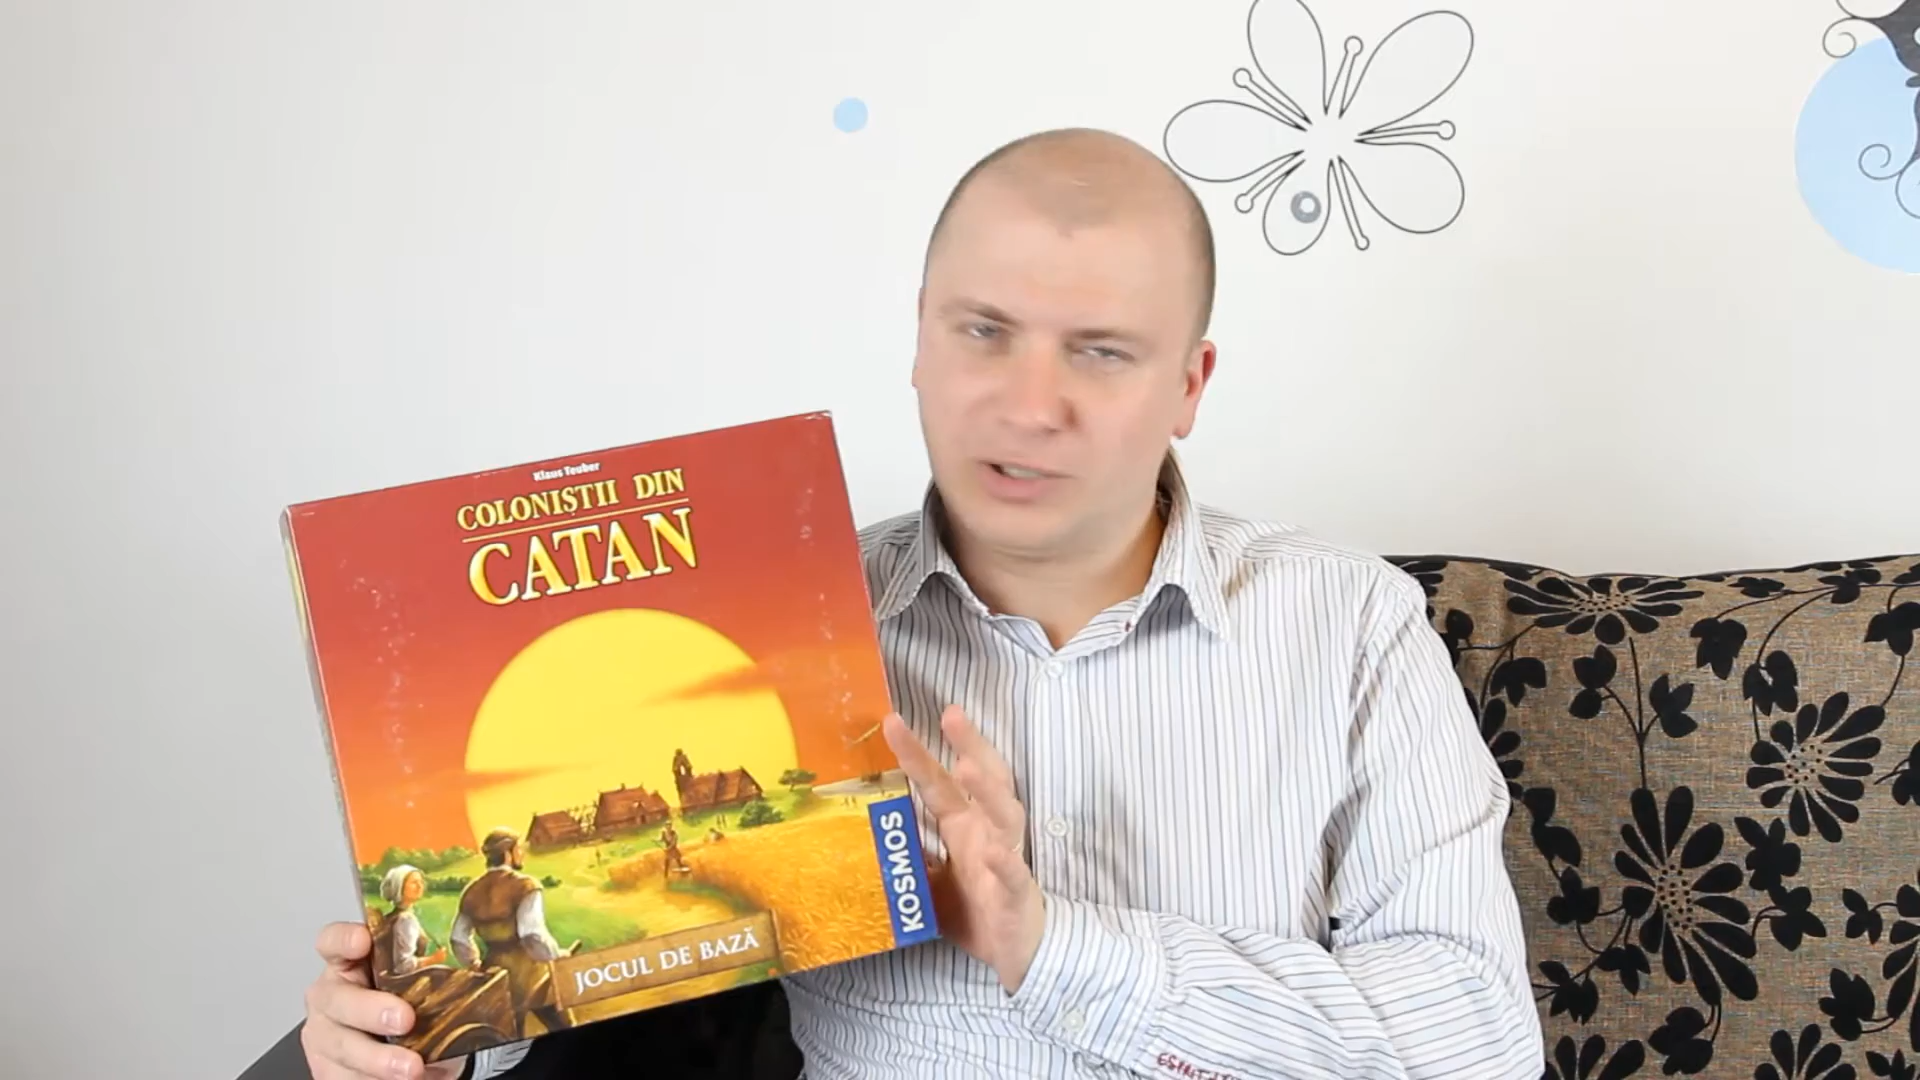 Klaus Teuber
COLONIȘTII DIN
CATAN
KOSMOS
JOCUL DE BAZĂ